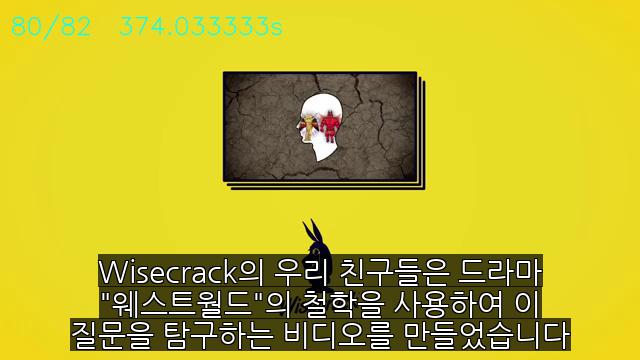 80/82 374.033333s
Wisecrack의 우리 친구들은 드라마
"웨스트월드"의 철학을 사용하여 이
질문을 탐구하는 비디오를 만들었습니다